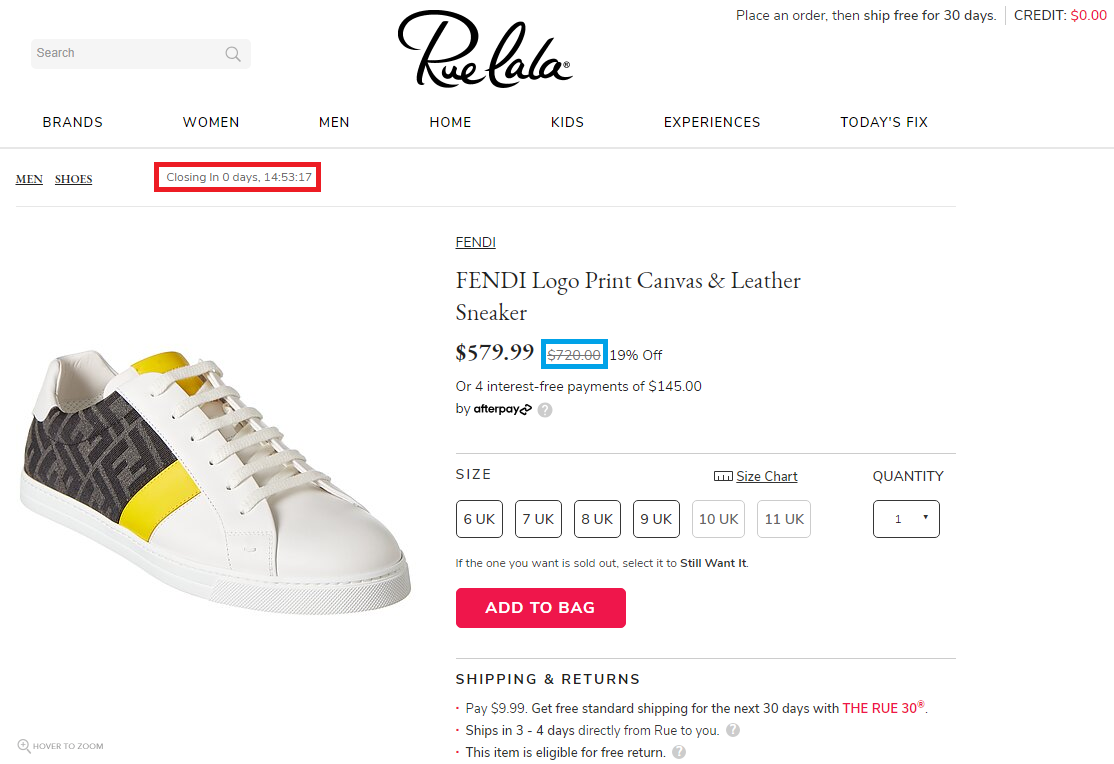 Place an order, then ship free for 30 days. CREDIT: $0.00
Search
Rue lala®
BRANDS WOMEN MEN HOME KIDS EXPERIENCES TODAY'S FIX
MEN SHOES Closing In 0 days, 14:53:17
FENDI
FENDI Logo Print Canvas & Leather
Sneaker
$579.99 $720.00 19% Off
Or 4 interest-free payments of $145.00
by afterpay ?
SIZE Size Chart QUANTITY
6 UK 7 UK 8 UK 9 UK 10 UK 11 UK 1
If the one you want is sold out, select it to Still Want It.
ADD TO BAG
SHIPPING & RETURNS
· Pay $9.99. Get free standard shipping for the next 30 days with THE RUE 30®.
· Ships in 3 - 4 days directly from Rue to you. ?
· This item is eligible for free return. ?
HOVER TO ZOOM